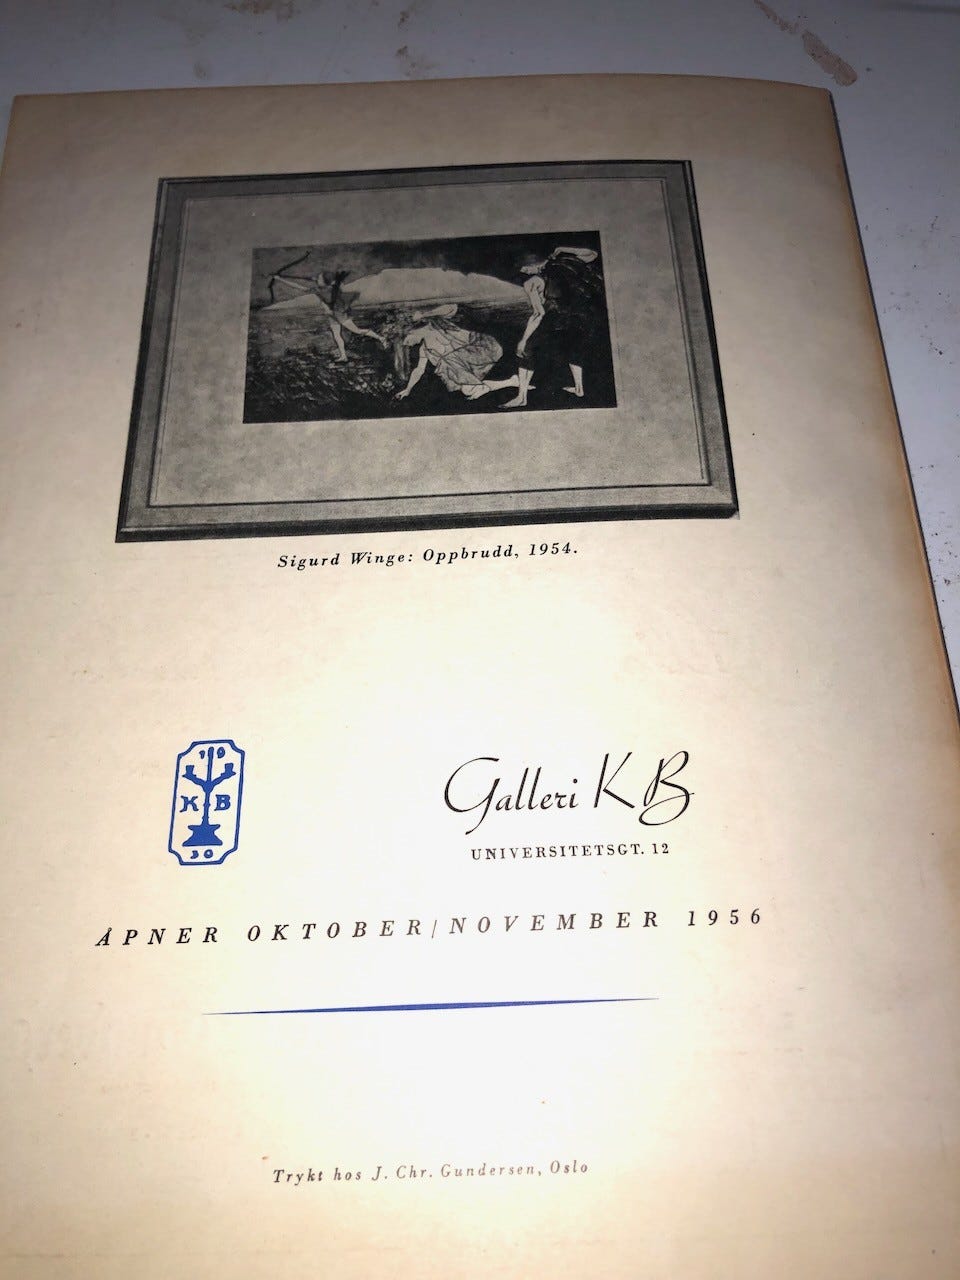 Sigurd Winge: Oppbrudd, 1954.
19
K B
30
Galleri KB
UNIVERSITETSGT. 12
ÅPNER OKTOBER/NOVEMBER 1956
Trykt hos J. Chr. Gundersen, Oslo